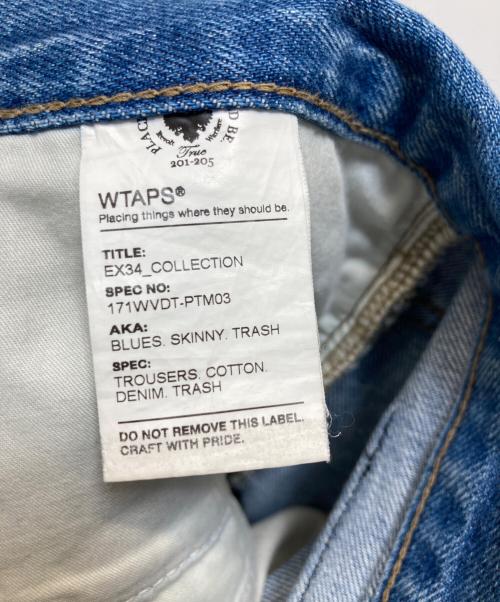 PLAC
D BE.
True
201-205
WTAPS®
Placing things where they should be.
TITLE:
EX34_COLLECTION
SPEC NO:
171WVDT-PTM03
AKA:
BLUES. SKINNY. TRASH
SPEC:
TROUSERS. COTTON.
DENIM. TRASH
DO NOT REMOVE THIS LABEL.
CRAFT WITH PRIDE.